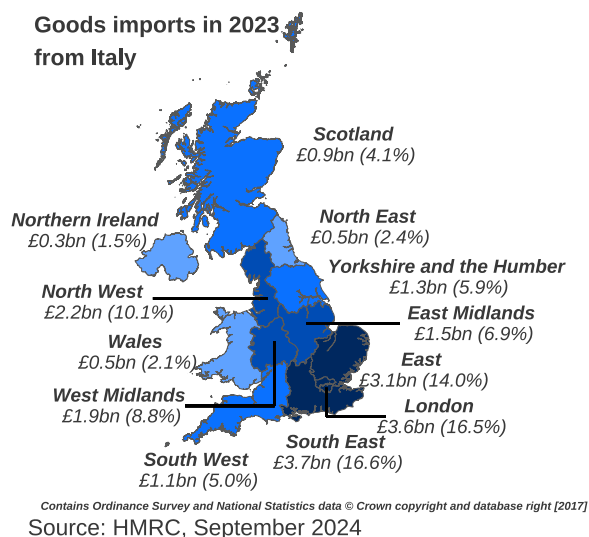 Goods imports in 2023
from Italy
Scotland
£0.9bn (4.1%)
Northern Ireland
£0.3bn (1.5%)
North East
£0.5bn (2.4%)
Yorkshire and the Humber
£1.3bn (5.9%)
North West
£2.2bn (10.1%)
East Midlands
£1.5bn (6.9%)
Wales
£0.5bn (2.1%)
East
£3.1bn (14.0%)
West Midlands
£1.9bn (8.8%)
London
£3.6bn (16.5%)
South East
£3.7bn (16.6%)
South West
£1.1bn (5.0%)
Contains Ordinance Survey and National Statistics data © Crown copyright and database right [2017]
Source: HMRC, September 2024